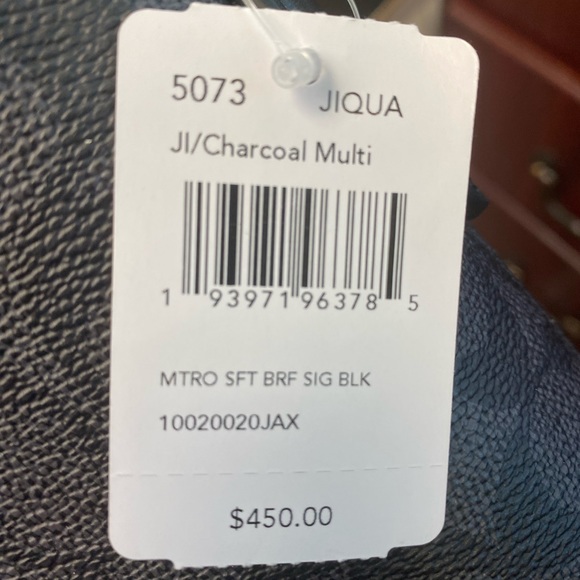 5073 JIQUA
JI/Charcoal Multi
1 93971 96378 5
MTRO SFT BRF SIG BLK
10020020JAX
$450.00